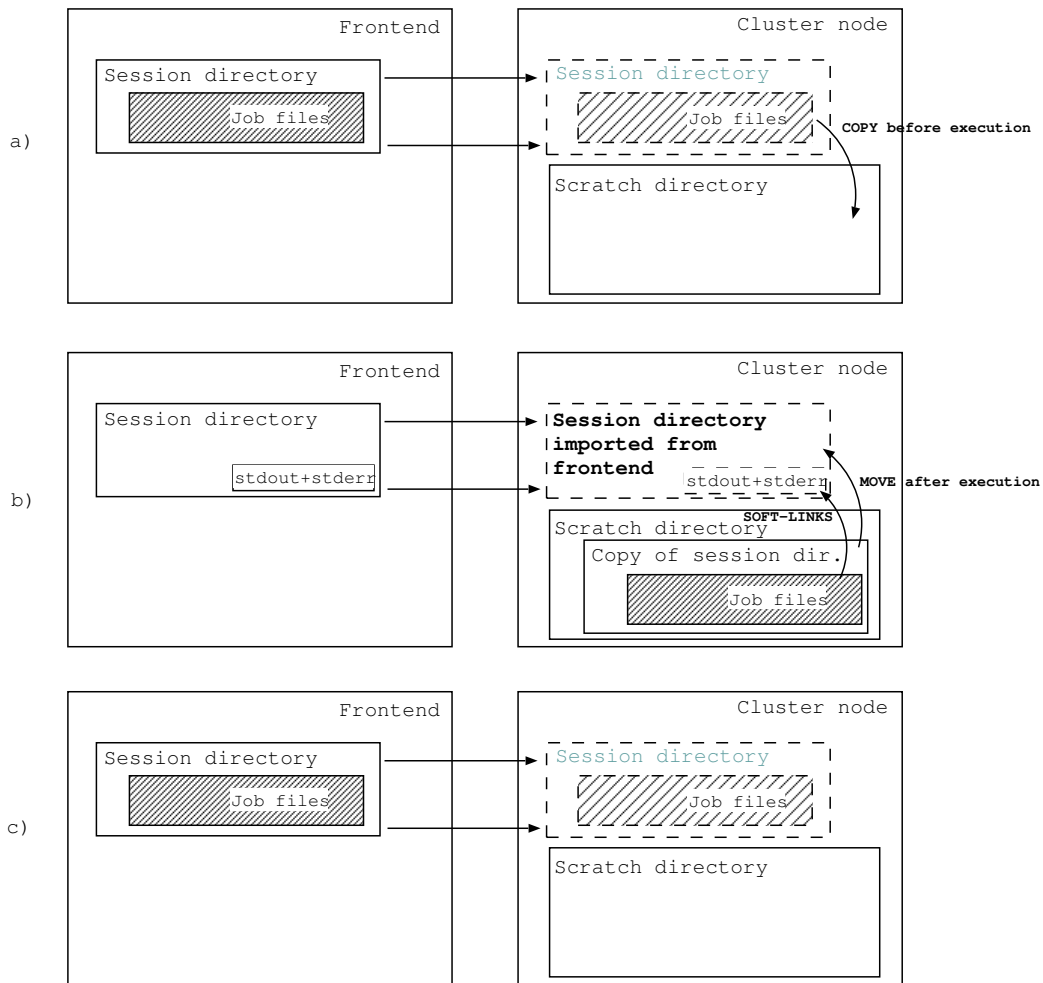 Frontend
Session directory
Job files
Cluster node
Session directory
Job files
COPY before execution
Scratch directory
a)
Frontend
Session directory
stdout+stderr
Cluster node
Session directory
imported from
frontend
stdout+stderr
MOVE after execution
SOFT-LINKS
Scratch directory
Copy of session dir.
Job files
b)
Frontend
Session directory
Job files
Cluster node
Session directory
Job files
Scratch directory
c)